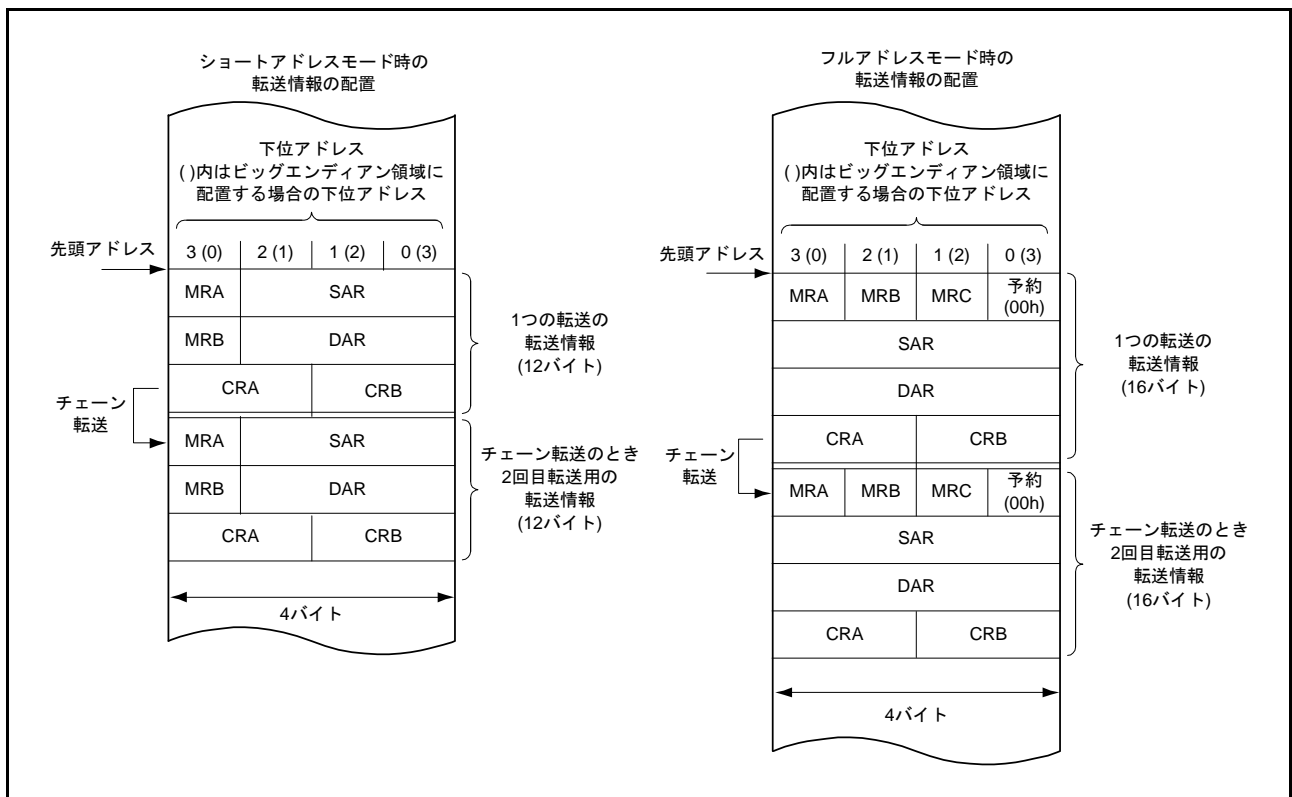 ショートアドレスモード時の
転送情報の配置
下位アドレス
( )内はビッグエンディアン領域に
配置する場合の下位アドレス
先頭アドレス
3 (0) 2 (1) 1 (2) 0 (3)
MRA SAR
MRB DAR
CRA CRB
1つの転送の
転送情報
(12バイト)
チェーン
転送
MRA SAR
MRB DAR
CRA CRB
チェーン転送のとき
2回目転送用の
転送情報
(12バイト)
4バイト
フルアドレスモード時の
転送情報の配置
下位アドレス
( )内はビッグエンディアン領域に
配置する場合の下位アドレス
先頭アドレス
3 (0) 2 (1) 1 (2) 0 (3)
MRA MRB MRC 予約
(00h)
SAR
DAR
CRA CRB
1つの転送の
転送情報
(16バイト)
チェーン
転送
MRA MRB MRC 予約
(00h)
SAR
DAR
CRA CRB
チェーン転送のとき
2回目転送用の
転送情報
(16バイト)
4バイト